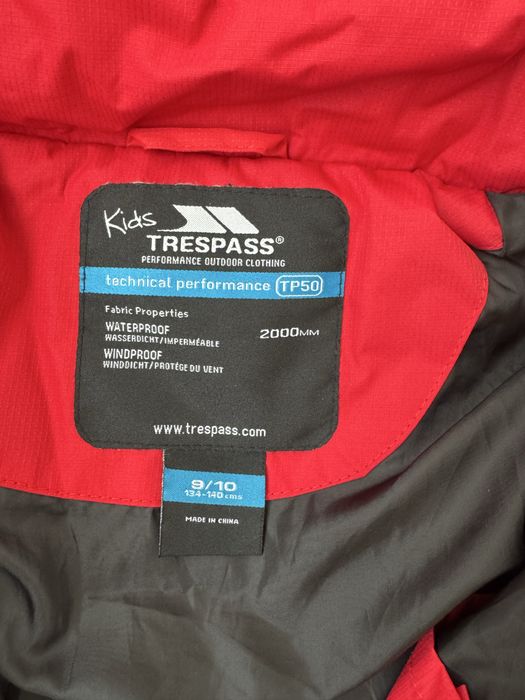 Kids
TRESPASS®
PERFORMANCE OUTDOOR CLOTHING
technical performance TP50
Fabric Properties
WATERPROOF 2000MM
WASSERDICHT/IMPERMÉABLE
WINDPROOF
WINDDICHT/PROTÉGE DU VENT
www.trespass.com
9/10
134-140 cms
MADE IN CHINA